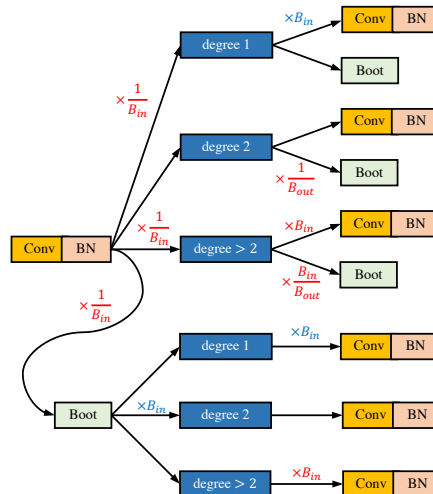 ×B_in
Conv BN
degree 1
Boot
× 1/B_in
Conv BN
degree 2
× 1/B_out
Boot
Conv BN
× 1/B_in
×B_in
Conv BN
degree > 2
× B_in/B_out
Boot
× 1/B_in
degree 1
×B_in
Conv BN
Boot
×B_in
degree 2
Conv BN
degree > 2
×B_in
Conv BN